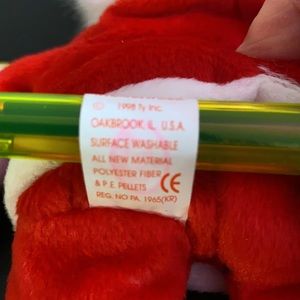 © 1998 Ty Inc.
OAKBROOK, IL, U.S.A.
SURFACE WASHABLE
ALL NEW MATERIAL
POLYESTER FIBER
& P.E. PELLETS CE
REG. NO PA. 1965(KR)